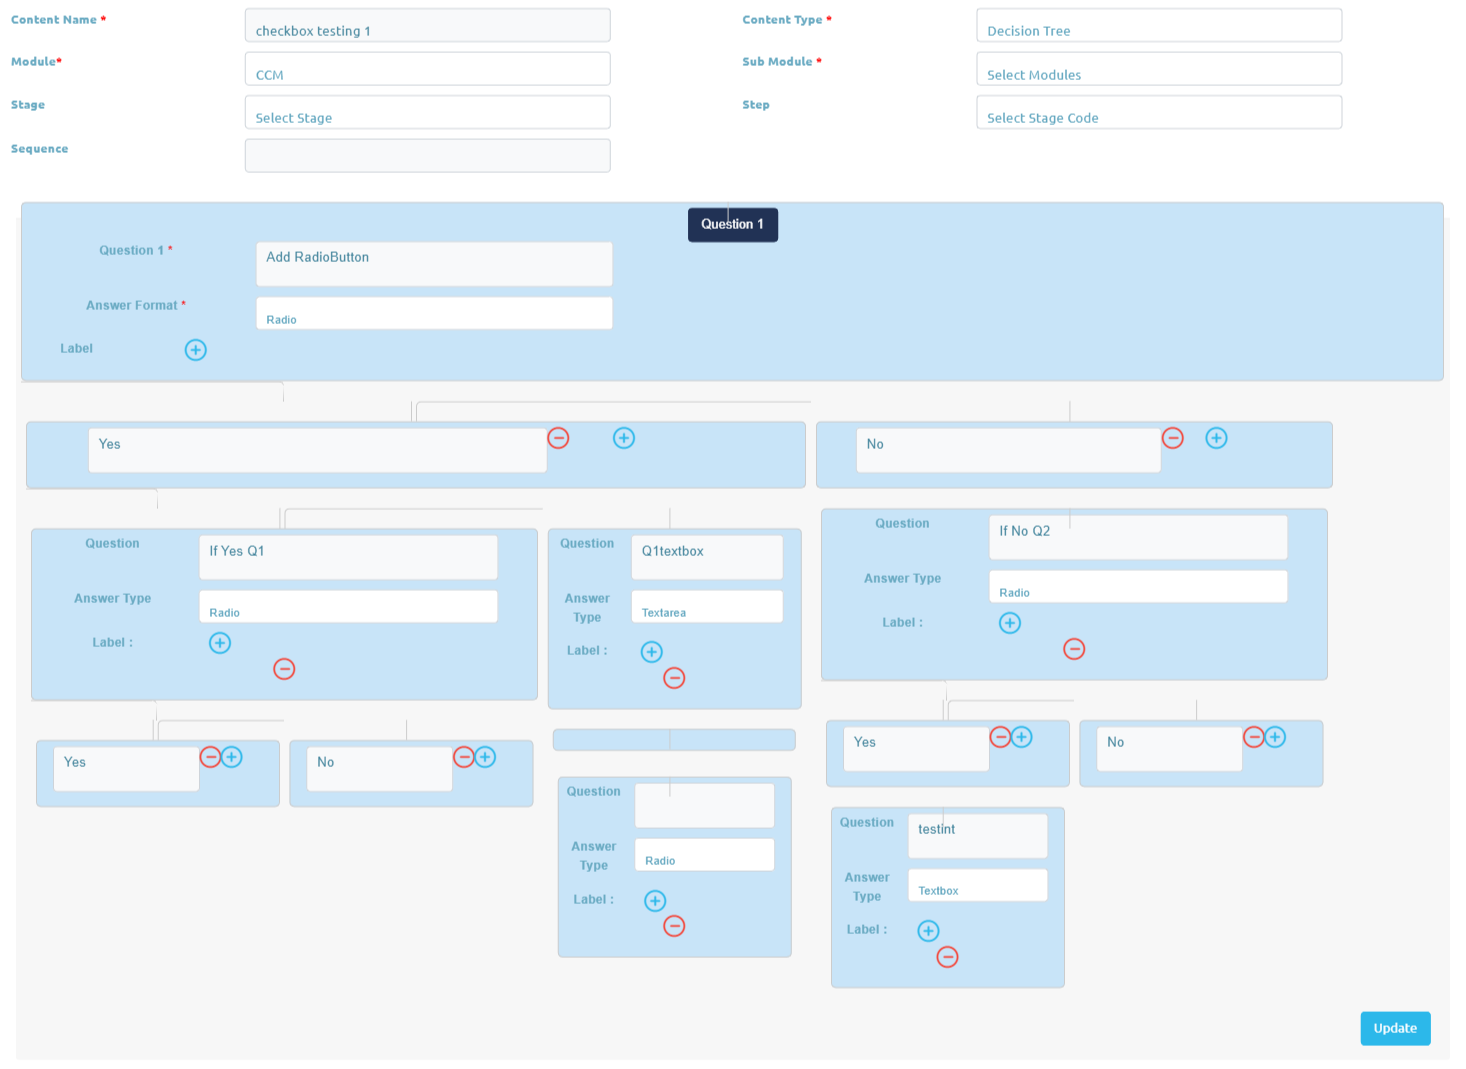 Content Name *
checkbox testing 1
Content Type *
Decision Tree
Module*
CCM
Sub Module *
Select Modules
Stage
Select Stage
Step
Select Stage Code
Sequence
Question 1
Question 1 *
Add RadioButton
Answer Format *
Radio
Label
Yes
No
Question
If Yes Q1
Answer Type
Radio
Label :
Question
Q1textbox
Answer
Type
Textarea
Label :
Question
If No Q2
Answer Type
Radio
Label :
Yes
No
Yes
No
Question
Answer
Type
Radio
Label :
Question
testint
Answer
Type
Textbox
Label :
Update